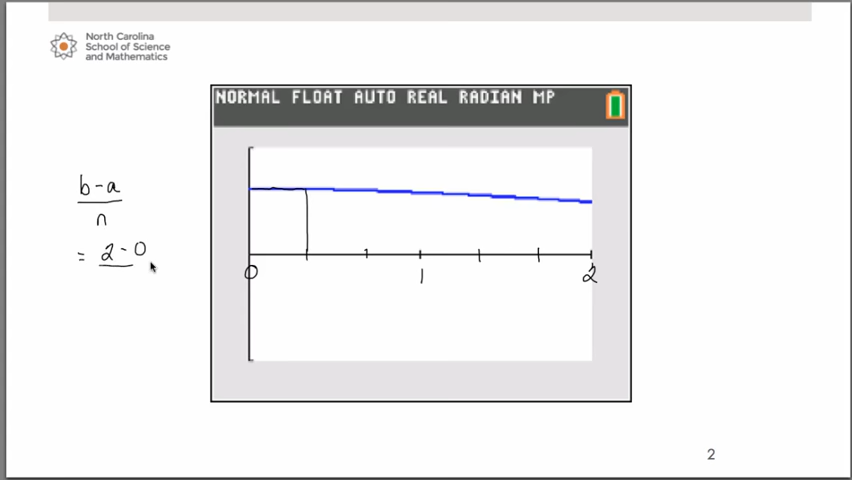 North Carolina
School of Science
and Mathematics
NORMAL FLOAT AUTO REAL RADIAN MP
b-a
n
= 2-0
0
1
2
2